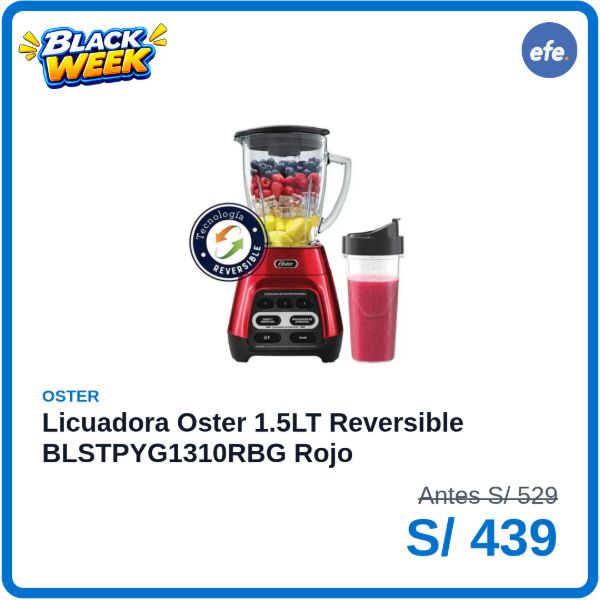 BLACK
WEEK
efe.
Tecnología
REVERSIBLE
Oster
OSTER
Licuadora Oster 1.5LT Reversible
BLSTPYG1310RBG Rojo
Antes S/ 529
S/ 439